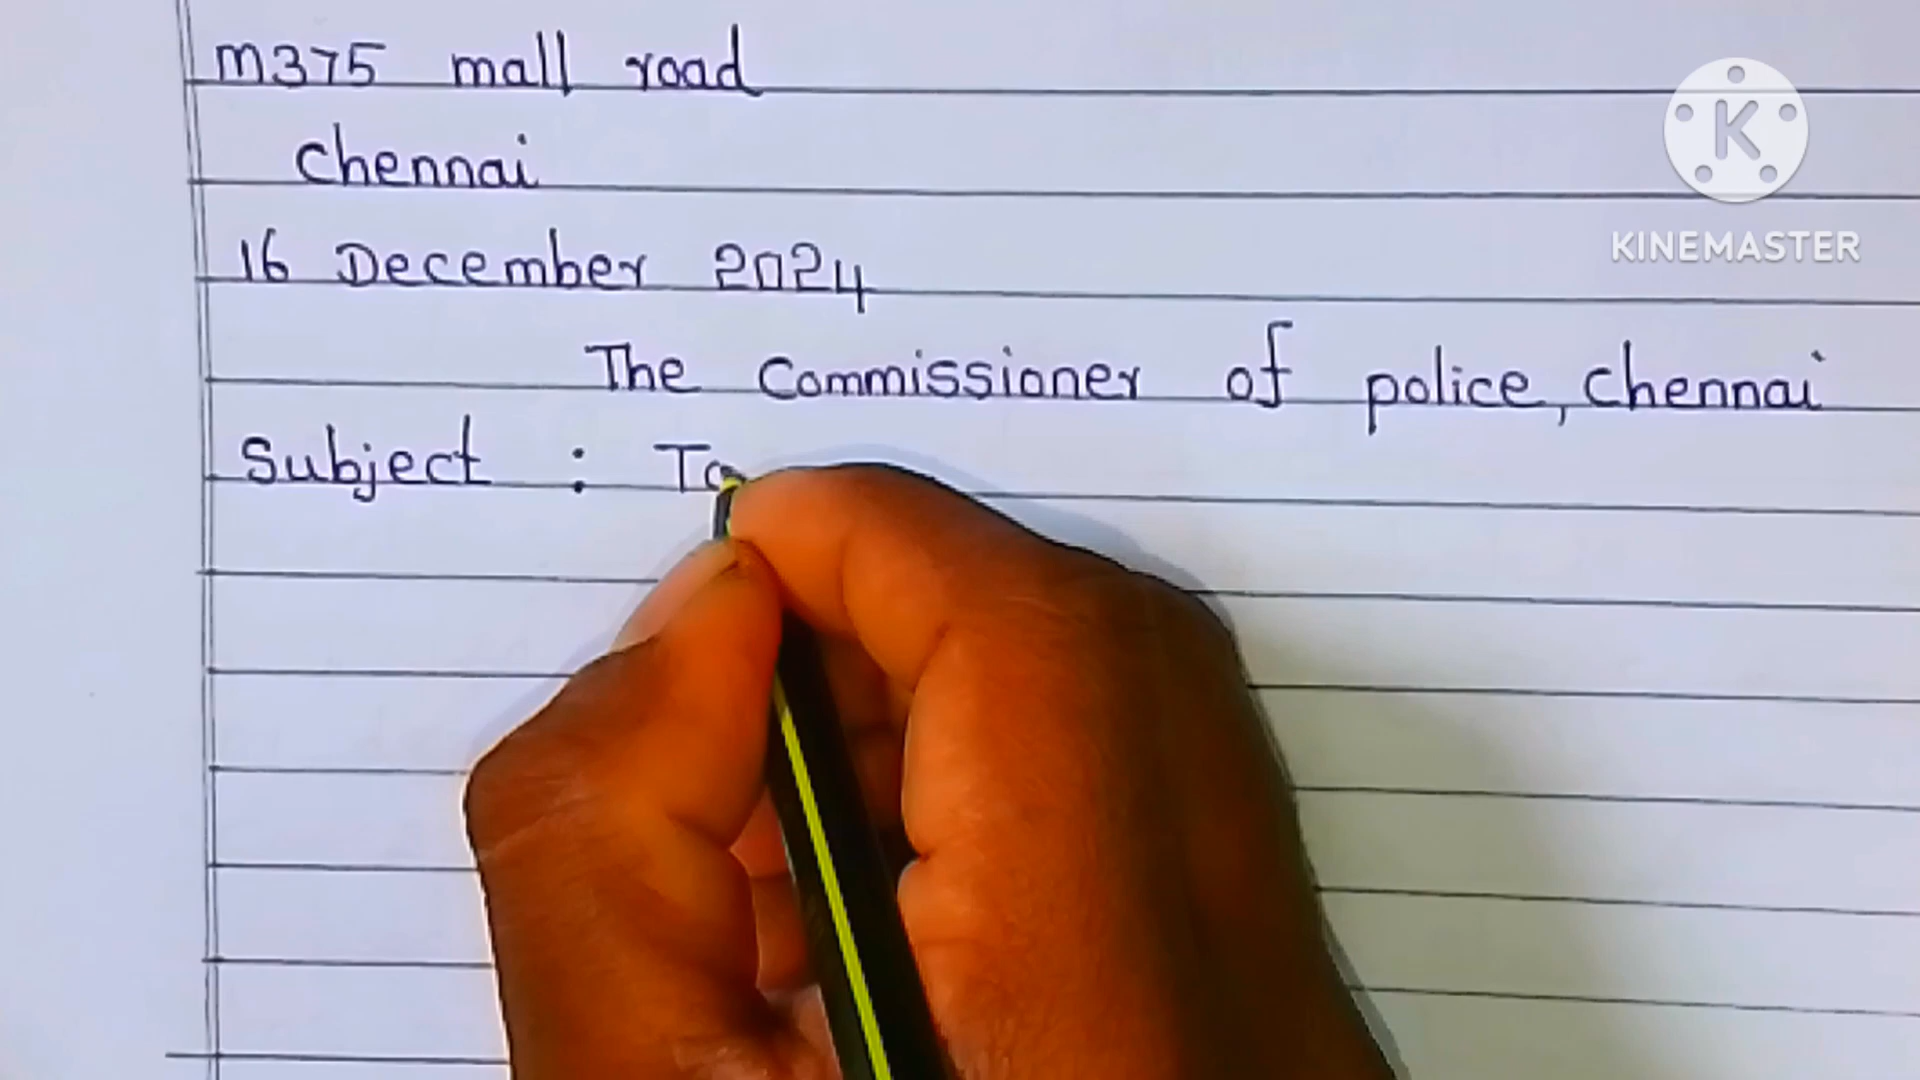 M375 mall road
Chennai
16 December 2024
The Commissioner of police, Chennai
Subject : To
KINEMASTER